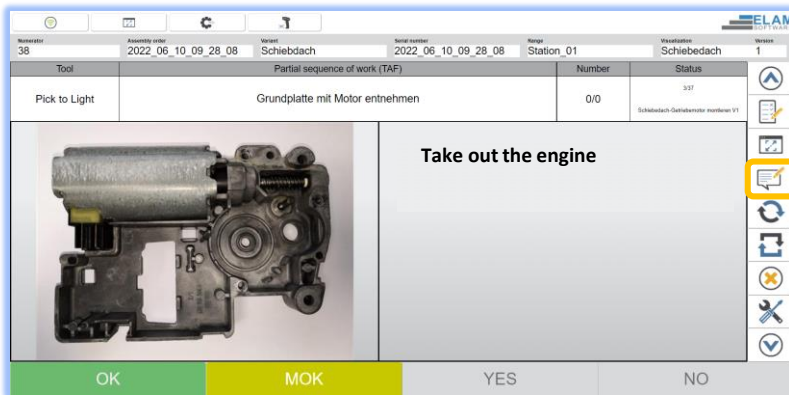 ELAM
SOFTWARE
Numerator Assembly order Variant Serial number Range Visualization Version
38 2022_06_10_09_28_08 Schiebdach 2022_06_10_09_28_08 Station_01 Schiebedach 1
Tool Partial sequence of work (TAF) Number Status
Pick to Light Grundplatte mit Motor entnehmen 0/0 3/37
Schiebedach-Getriebemotor montieren V1
Take out the engine
OK MOK YES NO